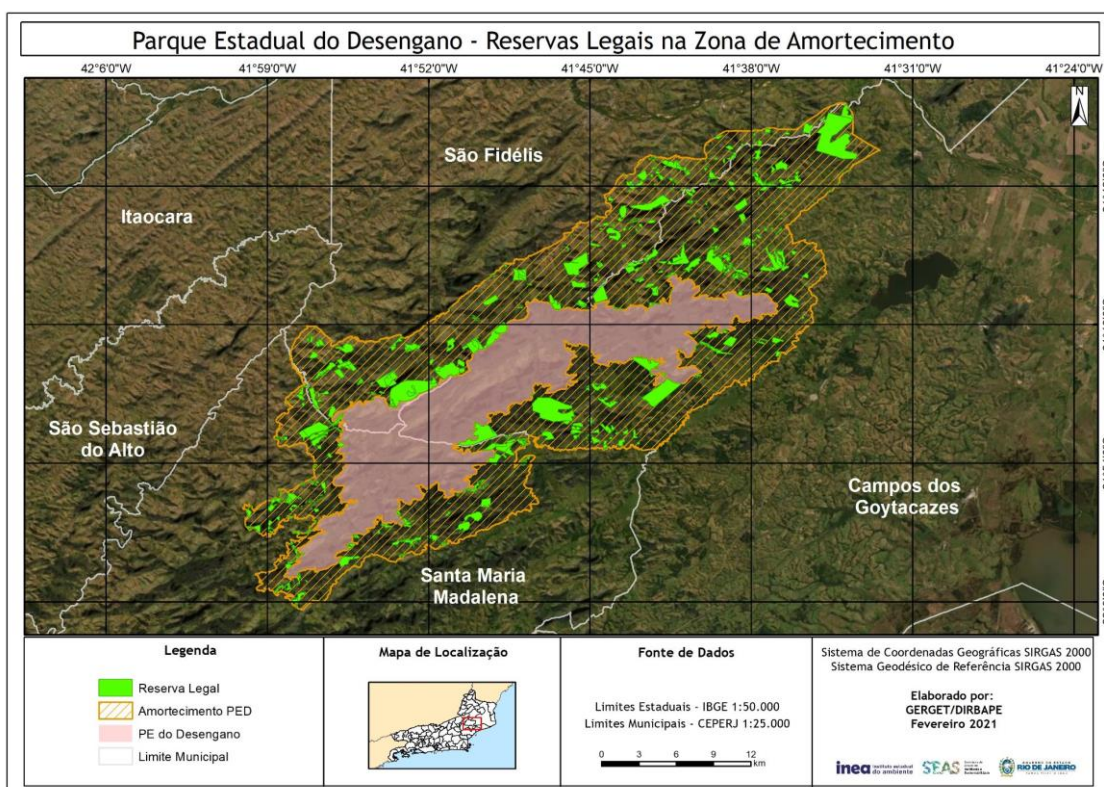 Parque Estadual do Desengano - Reservas Legais na Zona de Amortecimento
42°6'0"W 41°59'0"W 41°52'0"W 41°45'0"W 41°38'0"W 41°31'0"W 41°24'0"W
N
São Fidélis
Itaocara
São Sebastião
do Alto
Campos dos
Goytacazes
Santa Maria
Madalena
Legenda
Reserva Legal
Amortecimento PED
PE do Desengano
Limite Municipal
Mapa de Localização
Fonte de Dados
Limites Estaduais - IBGE 1:50.000
Limites Municipais - CEPERJ 1:25.000
0 3 6 9 12
km
Sistema de Coordenadas Geográficas SIRGAS 2000
Sistema Geodésico de Referência SIRGAS 2000
Elaborado por:
GERGET/DIRBAPE
Fevereiro 2021
inea instituto estadual
do ambiente
SEAS
RIO DE JANEIRO